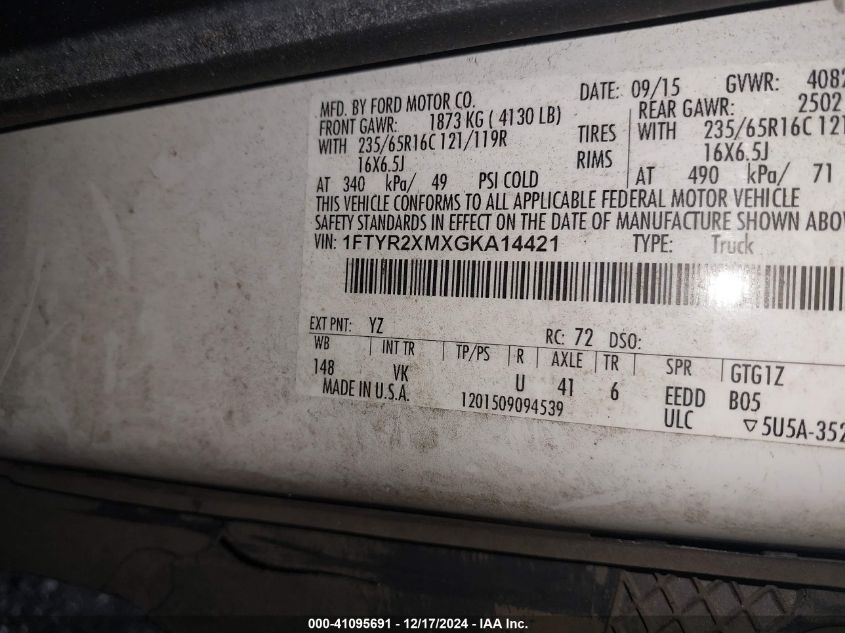 MFD. BY FORD MOTOR CO. DATE: 09/15 GVWR: 4082
FRONT GAWR: 1873 KG ( 4130 LB) REAR GAWR: 2502
WITH 235/65R16C 121/119R TIRES WITH 235/65R16C 121
16X6.5J RIMS 16X6.5J
AT 340 kPa/ 49 PSI COLD AT 490 kPa/ 71
THIS VEHICLE CONFORMS TO ALL APPLICABLE FEDERAL MOTOR VEHICLE
SAFETY STANDARDS IN EFFECT ON THE DATE OF MANUFACTURE SHOWN ABOV
VIN: 1FTYR2XMXGKA14421 TYPE: Truck
EXT PNT: YZ RC: 72 DSO:
WB INT TR TP/PS R AXLE TR SPR GTG1Z
148 VK U 41 6 EEDD B05
MADE IN U.S.A. 1201509094539 ULC ▽5U5A-352
000-41095691 - 12/17/2024 - IAA Inc.